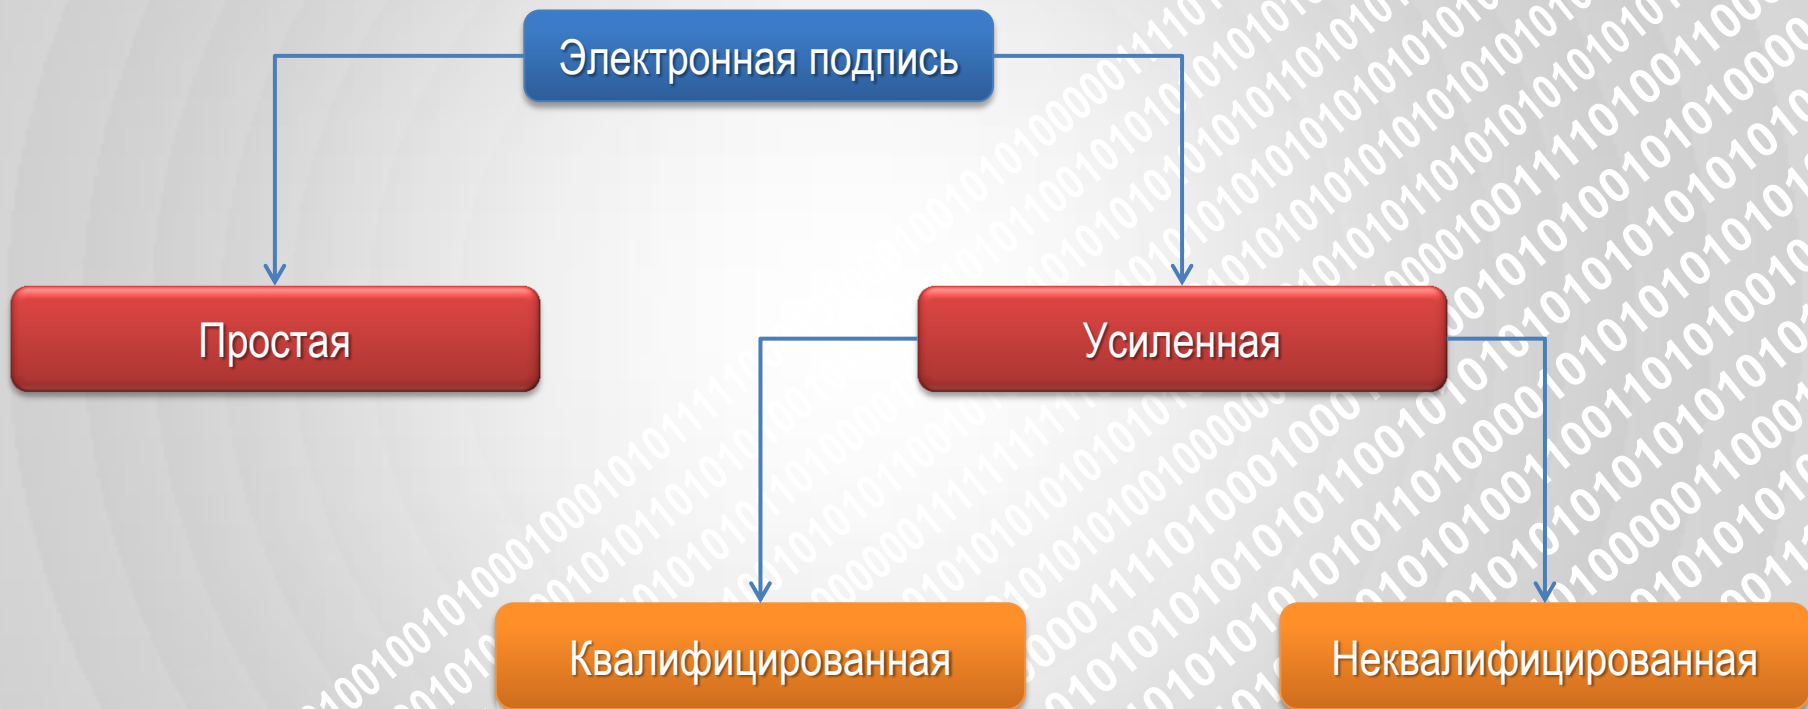 Электронная подпись
Простая
Усиленная
Квалифицированная
Неквалифицированная